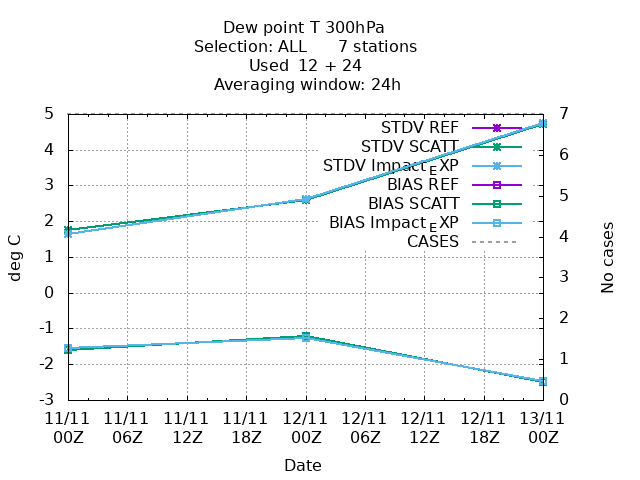 Dew point T 300hPa
Selection: ALL 7 stations
Used 12 + 24
Averaging window: 24h
5
4
3
2
1
0
-1
-2
-3
deg C
7
6
5
4
3
2
1
0
No cases
STDV REF
STDV SCATT
STDV Impact_EXP
BIAS REF
BIAS SCATT
BIAS Impact_EXP
CASES
11/11 11/11 11/11 11/11 12/11 12/11 12/11 12/11 13/11
00Z 06Z 12Z 18Z 00Z 06Z 12Z 18Z 00Z
Date